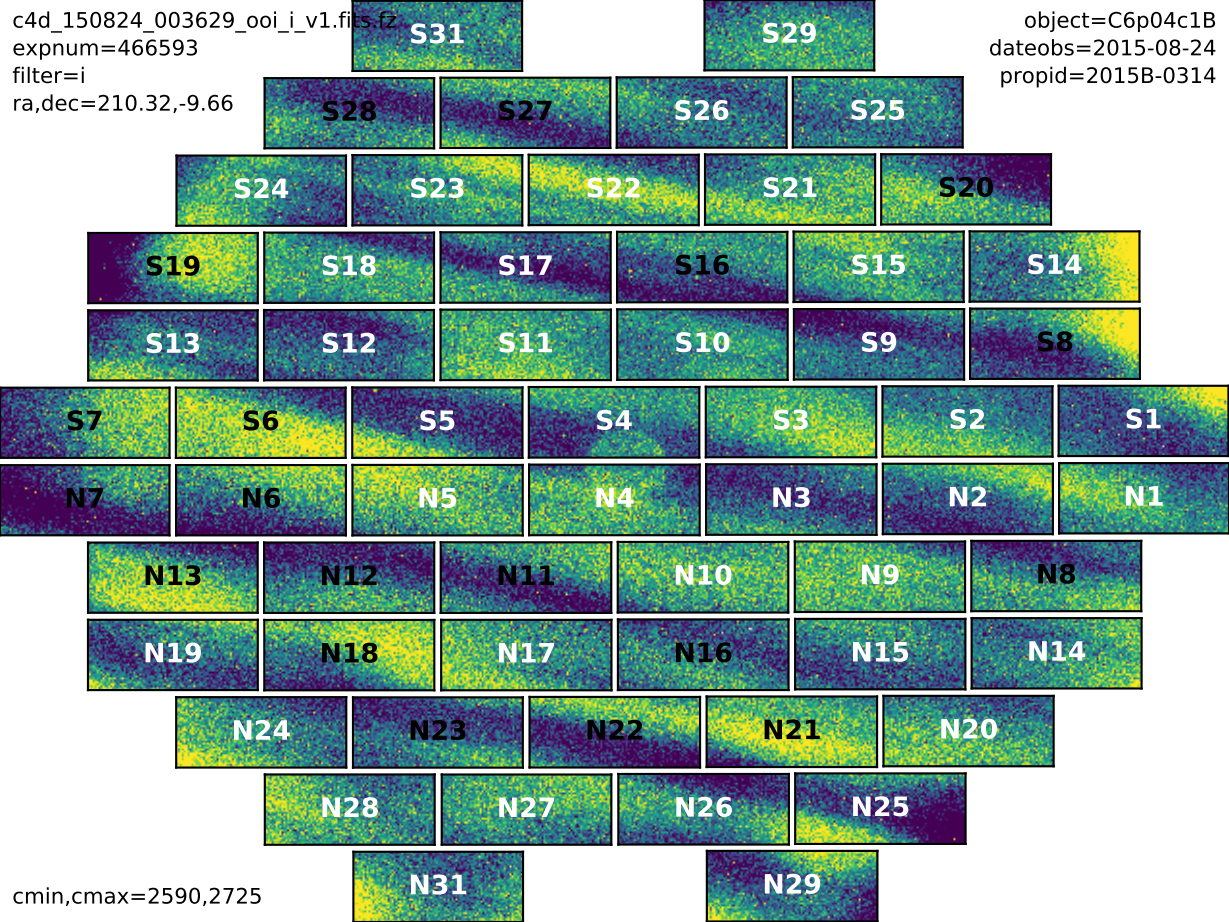 c4d_150824_003629_ooi_i_v1.fits.fz
expnum=466593
filter=i
ra,dec=210.32,-9.66
object=C6p04c1B
dateobs=2015-08-24
propid=2015B-0314
S31 S29
S28 S27 S26 S25
S24 S23 S22 S21 S20
S19 S18 S17 S16 S15 S14
S13 S12 S11 S10 S9 S8
S7 S6 S5 S4 S3 S2 S1
N7 N6 N5 N4 N3 N2 N1
N13 N12 N11 N10 N9 N8
N19 N18 N17 N16 N15 N14
N24 N23 N22 N21 N20
N28 N27 N26 N25
N31 N29
cmin,cmax=2590,2725